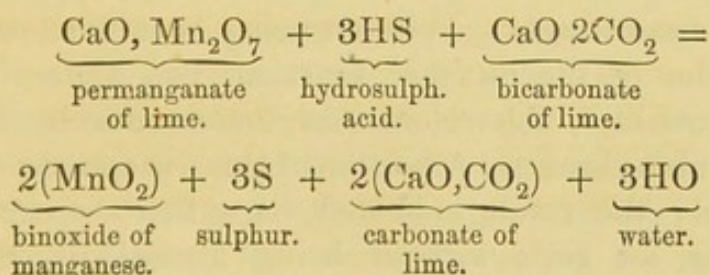 CaO, Mn₂O₇ + 3HS + CaO 2CO₂ =
permanganate hydrosulph. bicarbonate
of lime. acid. of lime.
2(MnO₂) + 3S + 2(CaO,CO₂) + 3HO
binoxide of sulphur. carbonate of water.
manganese. lime.